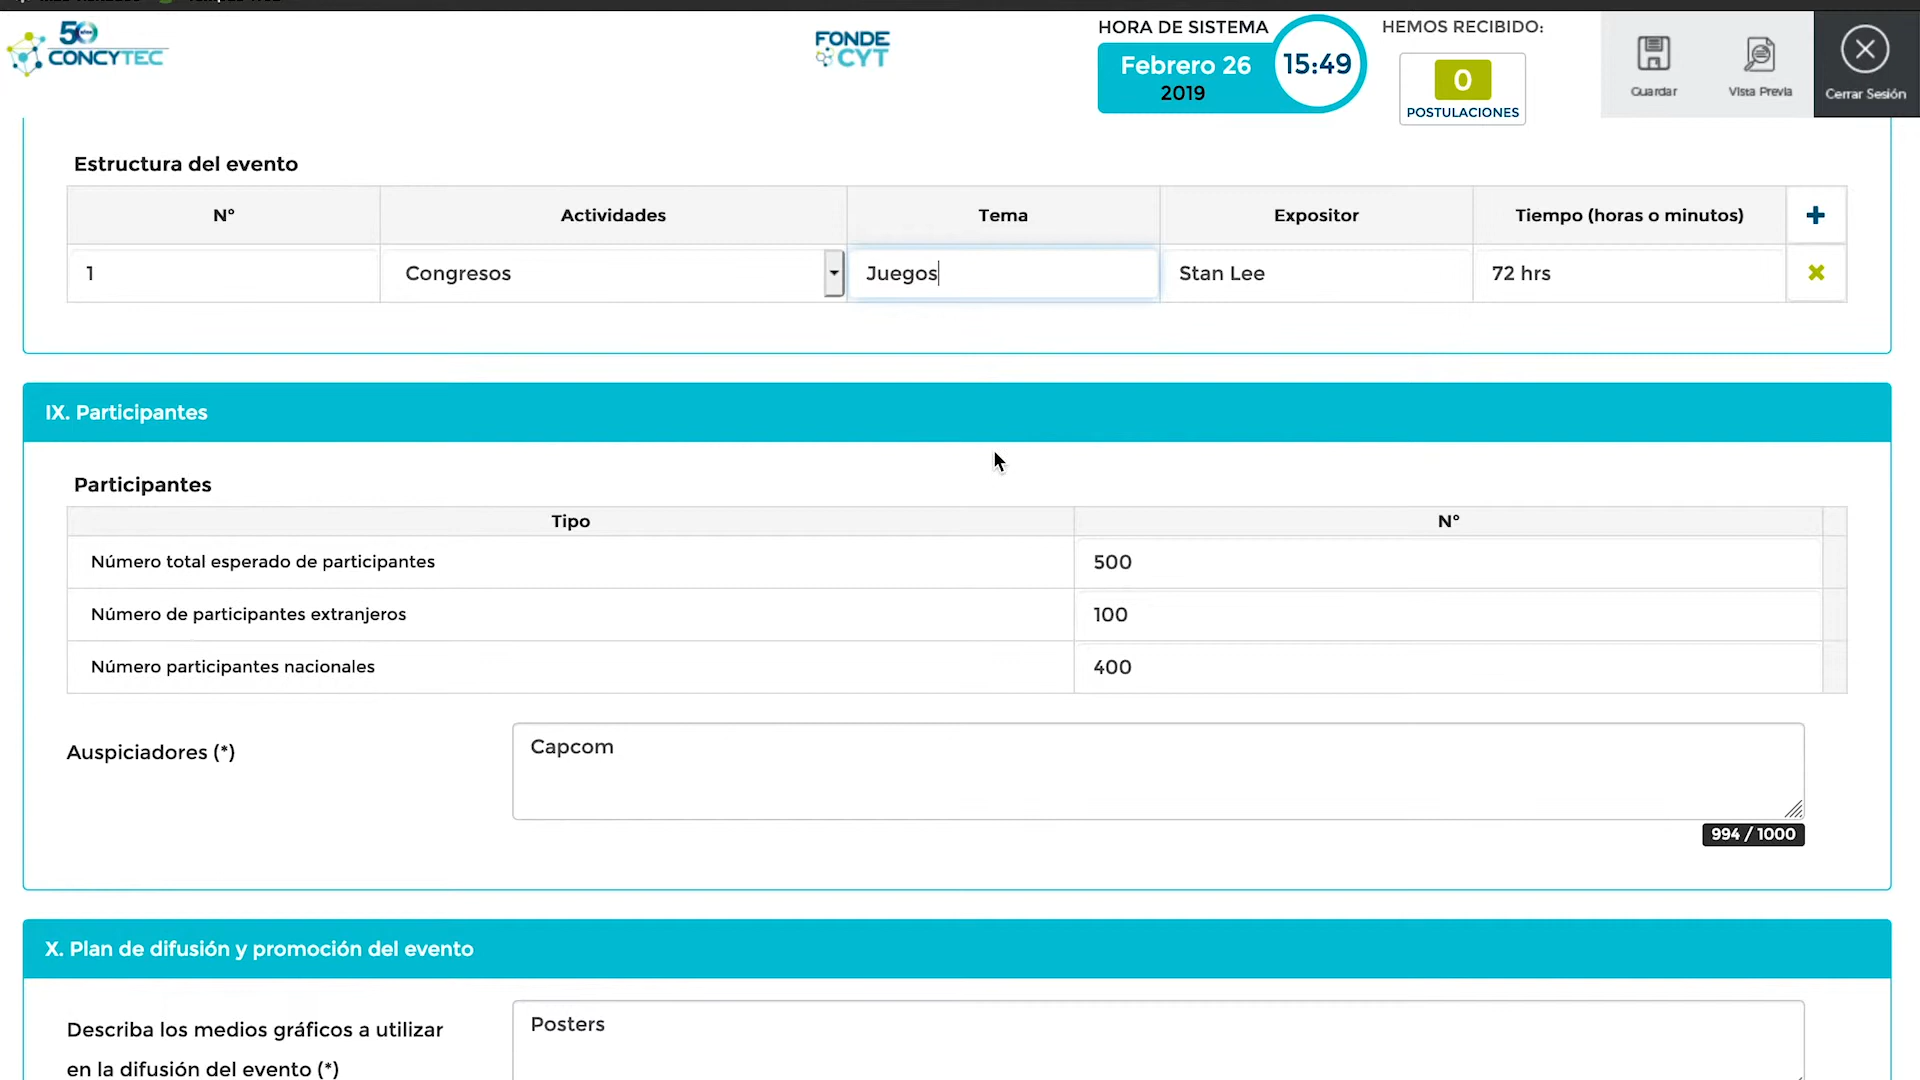 50 años
CONCYTEC
FONDE
CYT
HORA DE SISTEMA
Febrero 26
2019
15:49
HEMOS RECIBIDO:
0
POSTULACIONES
Guardar
Vista Previa
Cerrar Sesión
Estructura del evento
N° Actividades Tema Expositor Tiempo (horas o minutos)
1 Congresos Juegos Stan Lee 72 hrs
IX. Participantes
Participantes
Tipo N°
Número total esperado de participantes 500
Número de participantes extranjeros 100
Número participantes nacionales 400
Auspiciadores (*) Capcom
994 / 1000
X. Plan de difusión y promoción del evento
Describa los medios gráficos a utilizar
en la difusión del evento (*)
Posters